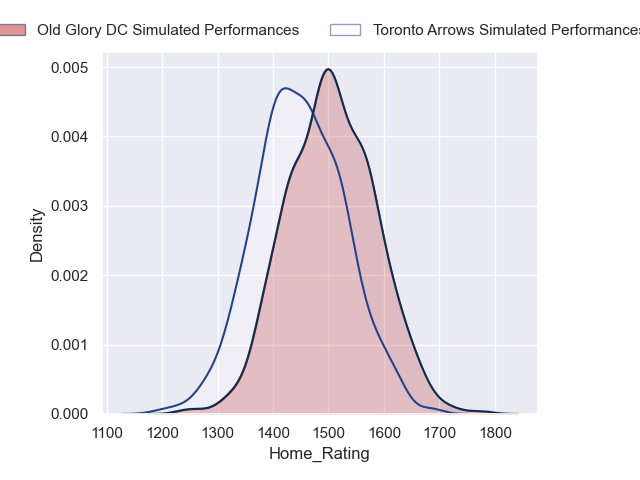 Old Glory DC Simulated Performances Toronto Arrows Simulated Performances
0.005
0.004
0.003
0.002
0.001
0.000
Density
1100 1200 1300 1400 1500 1600 1700 1800
Home_Rating